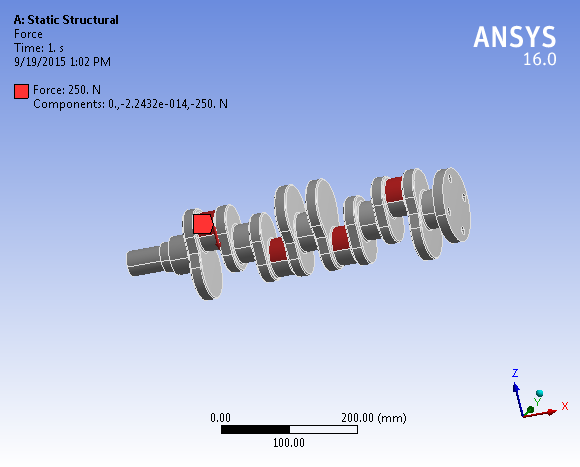 A: Static Structural
Force
Time: 1. s
9/19/2015 1:02 PM
Force: 250. N
Components: 0.,-2.2432e-014,-250. N
ANSYS
16.0
Z
Y
X
0.00
200.00 (mm)
100.00